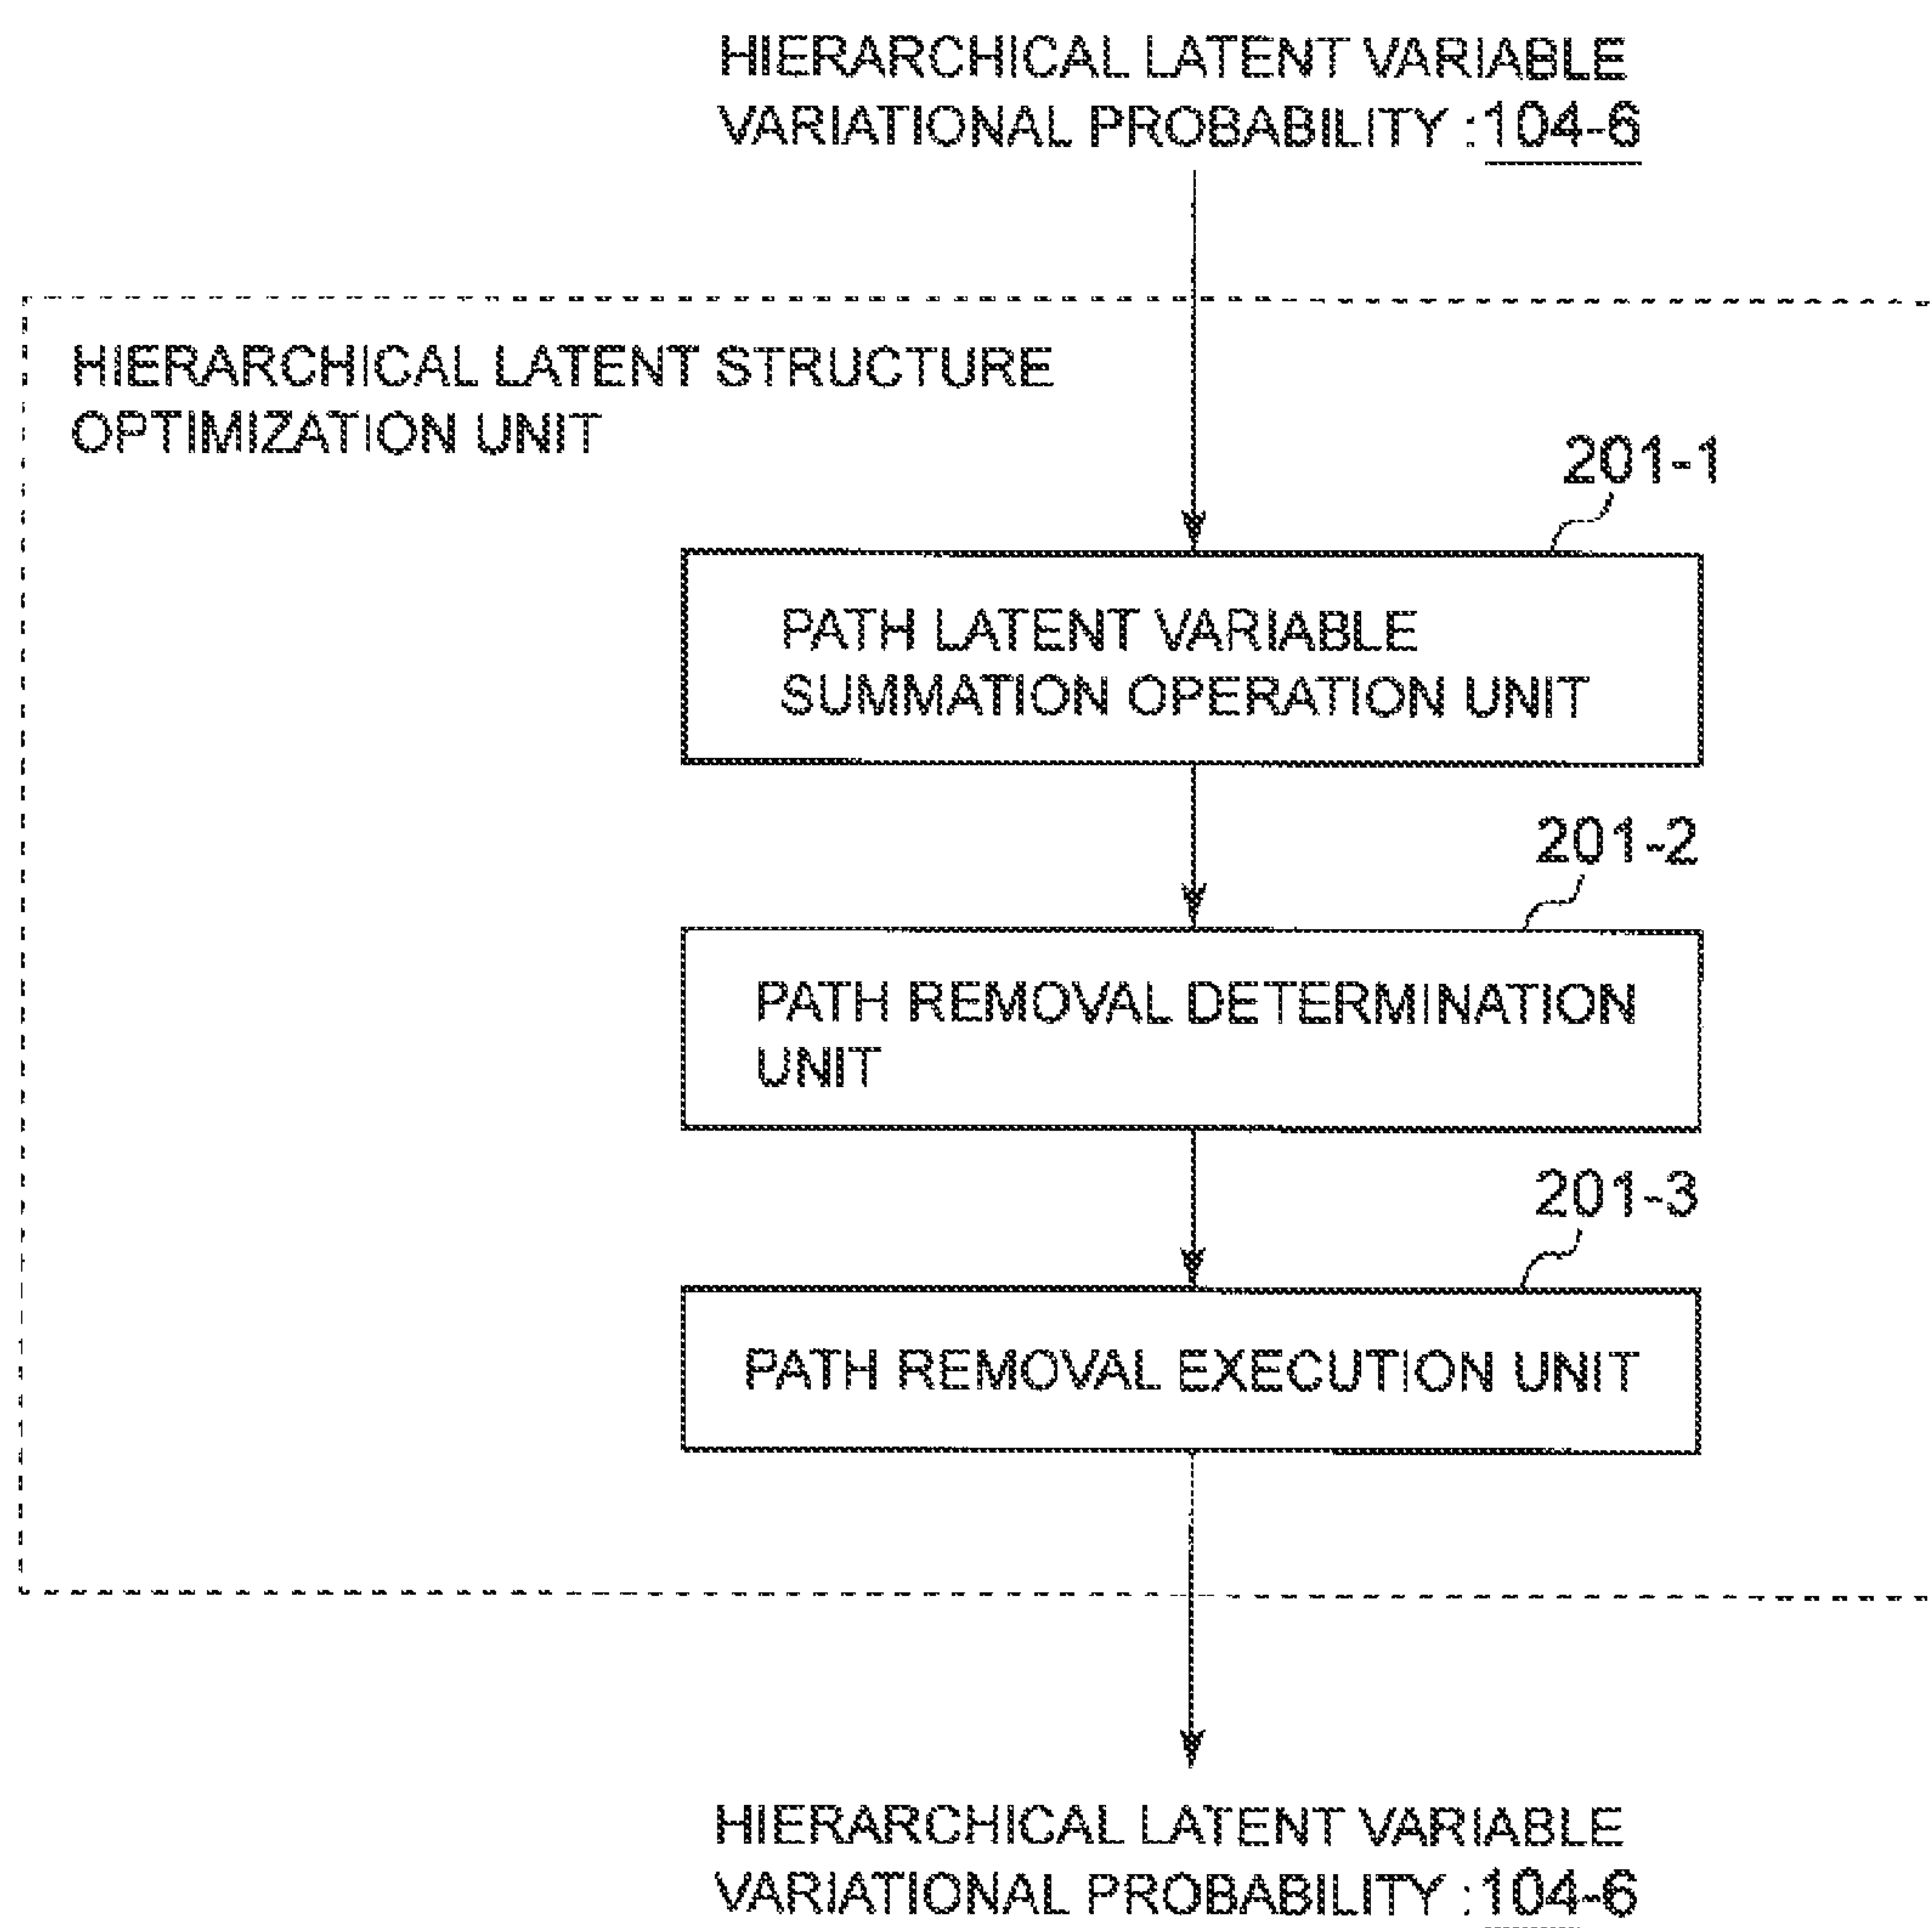 HIERARCHICAL LATENT VARIABLE
VARIATIONAL PROBABILITY : 104-6
HIERARCHICAL LATENT STRUCTURE
OPTIMIZATION UNIT
201-1
PATH LATENT VARIABLE
SUMMATION OPERATION UNIT
201-2
PATH REMOVAL DETERMINATION
UNIT
201-3
PATH REMOVAL EXECUTION UNIT
HIERARCHICAL LATENT VARIABLE
VARIATIONAL PROBABILITY : 104-6